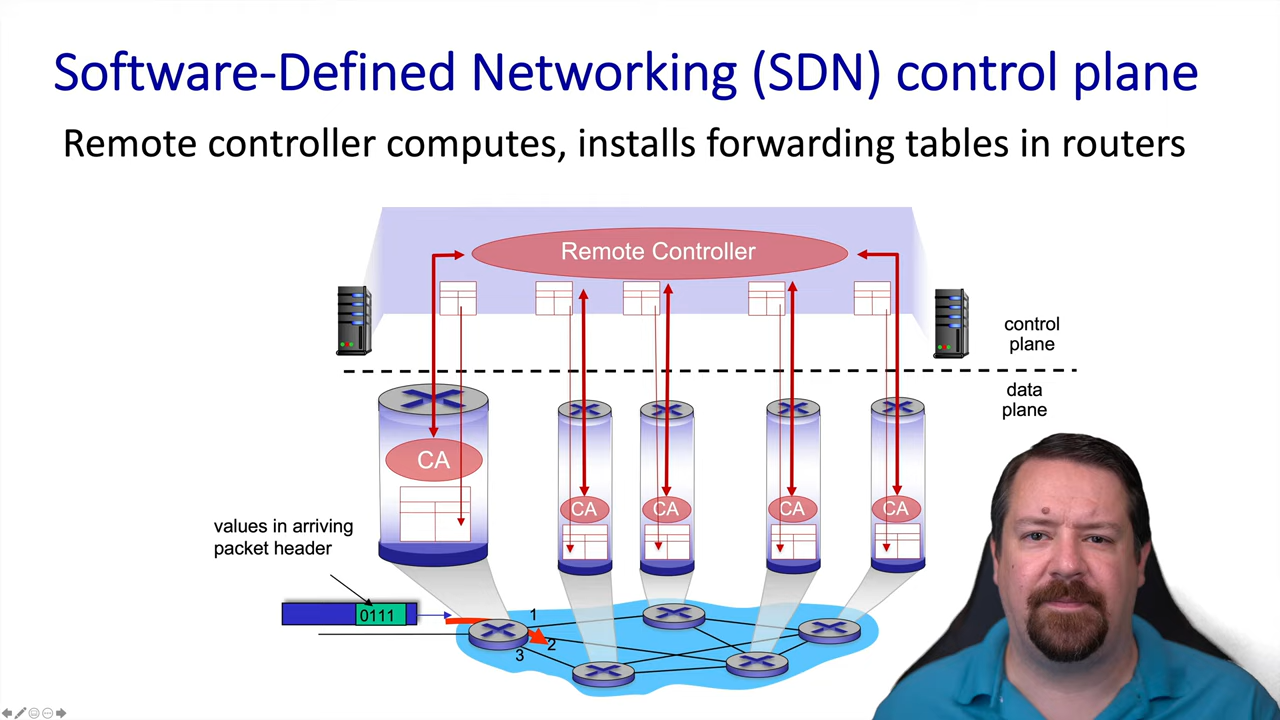 Software-Defined Networking (SDN) control plane
Remote controller computes, installs forwarding tables in routers
Remote Controller
control
plane
data
plane
CA
CA
CA
CA
CA
values in arriving
packet header
0111
1
2
3